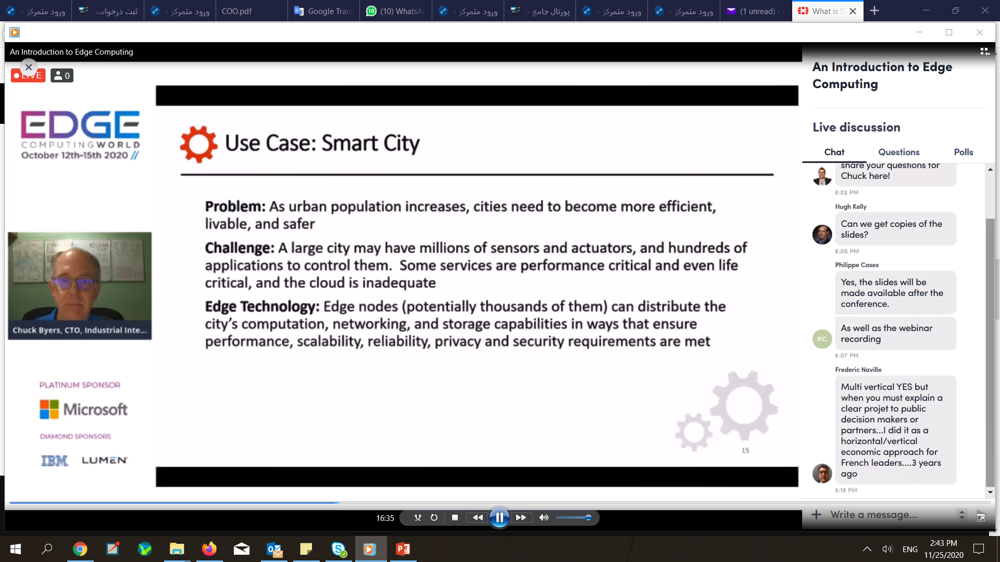 ورود متمرکز د
ثبت درخواست
ورود متمرکز د
COO.pdf
Google Tran
(10) WhatsA
ورود متمرکز د
پورتال جامع م
ورود متمرکز د
ورود متمرکز د
(1 unread) -
What is S
An Introduction to Edge Computing
LIVE
0
EDGE
COMPUTINGWORLD
October 12th-15th 2020 //
Chuck Byers, CTO, Industrial Inte...
PLATINUM SPONSOR
Microsoft
DIAMOND SPONSORS
IBM LUMEN
Use Case: Smart City
Problem: As urban population increases, cities need to become more efficient,
livable, and safer
Challenge: A large city may have millions of sensors and actuators, and hundreds of
applications to control them. Some services are performance critical and even life
critical, and the cloud is inadequate
Edge Technology: Edge nodes (potentially thousands of them) can distribute the
city's computation, networking, and storage capabilities in ways that ensure
performance, scalability, reliability, privacy and security requirements are met
15
An Introduction to Edge
Computing
Live discussion
Chat Questions Polls
share your questions for
Chuck here!
6:02 PM
Hugh Kelly
Can we get copies of the
slides?
6:05 PM
Philippe Cases
Yes, the slides will be
made available after the
conference.
As well as the webinar
recording
PC
6:07 PM
Frederic Naville
Multi vertical YES but
when you must explain a
clear projet to public
decision makers or
partners...I did it as a
horizontal/vertical
economic approach for
French leaders....3 years
ago
6:19 PM
Write a message...
16:35
ENG
2:43 PM
11/25/2020